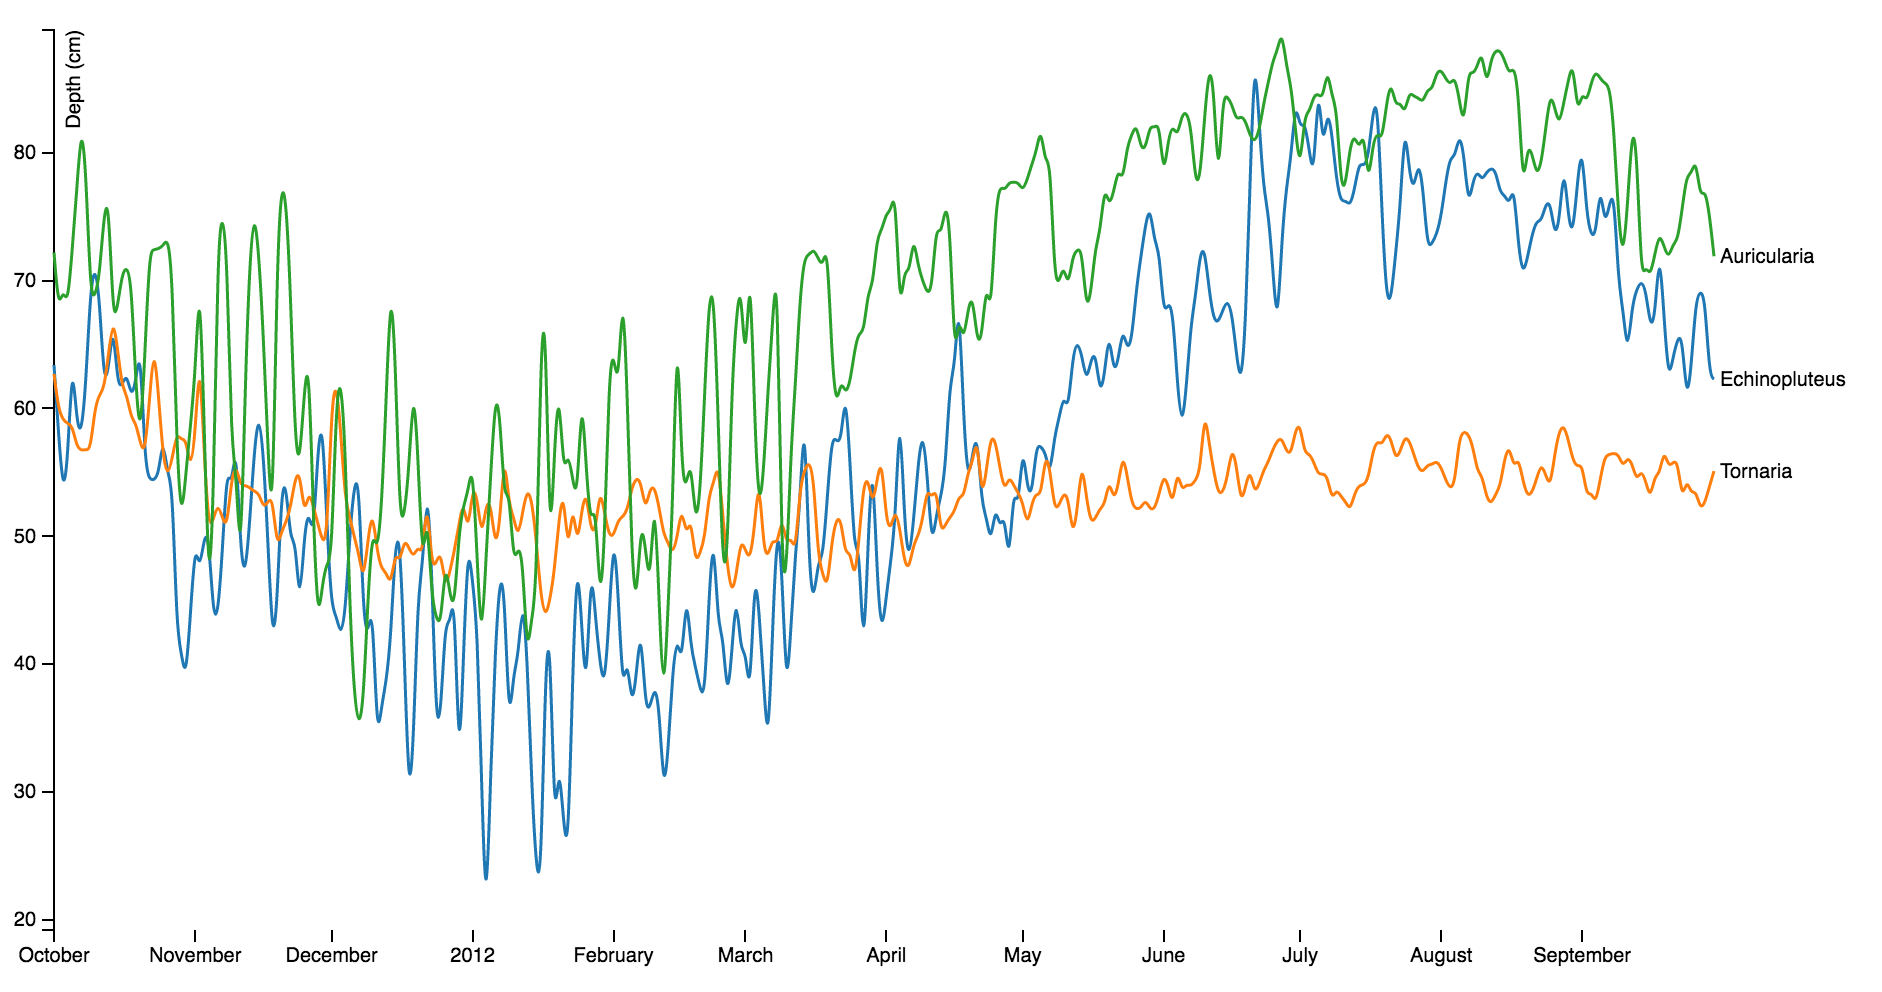 Depth (cm)
80
70
60
50
40
30
20
Auricularia
Echinopluteus
Tornaria
October November December 2012 February March April May June July August September